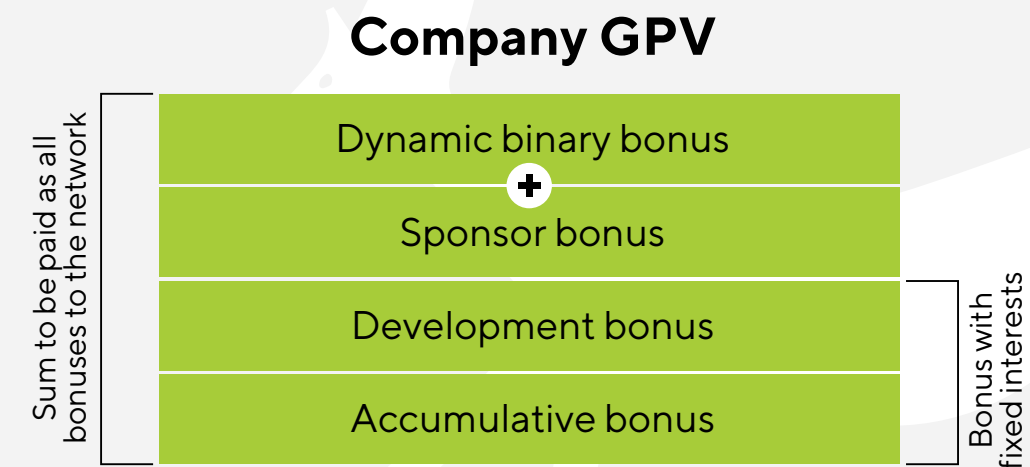 Company GPV
Sum to be paid as all
bonuses to the network
Dynamic binary bonus
+
Sponsor bonus
Development bonus
Accumulative bonus
Bonus with
fixed interests